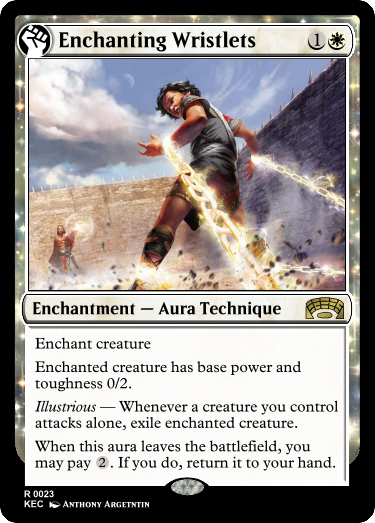 Enchanting Wristlets 1
Enchantment — Aura Technique
Enchant creature
Enchanted creature has base power and
toughness 0/2.
Illustrious — Whenever a creature you control
attacks alone, exile enchanted creature.
When this aura leaves the battlefield, you
may pay 2. If you do, return it to your hand.
R 0023
KEC Anthony Argetntin